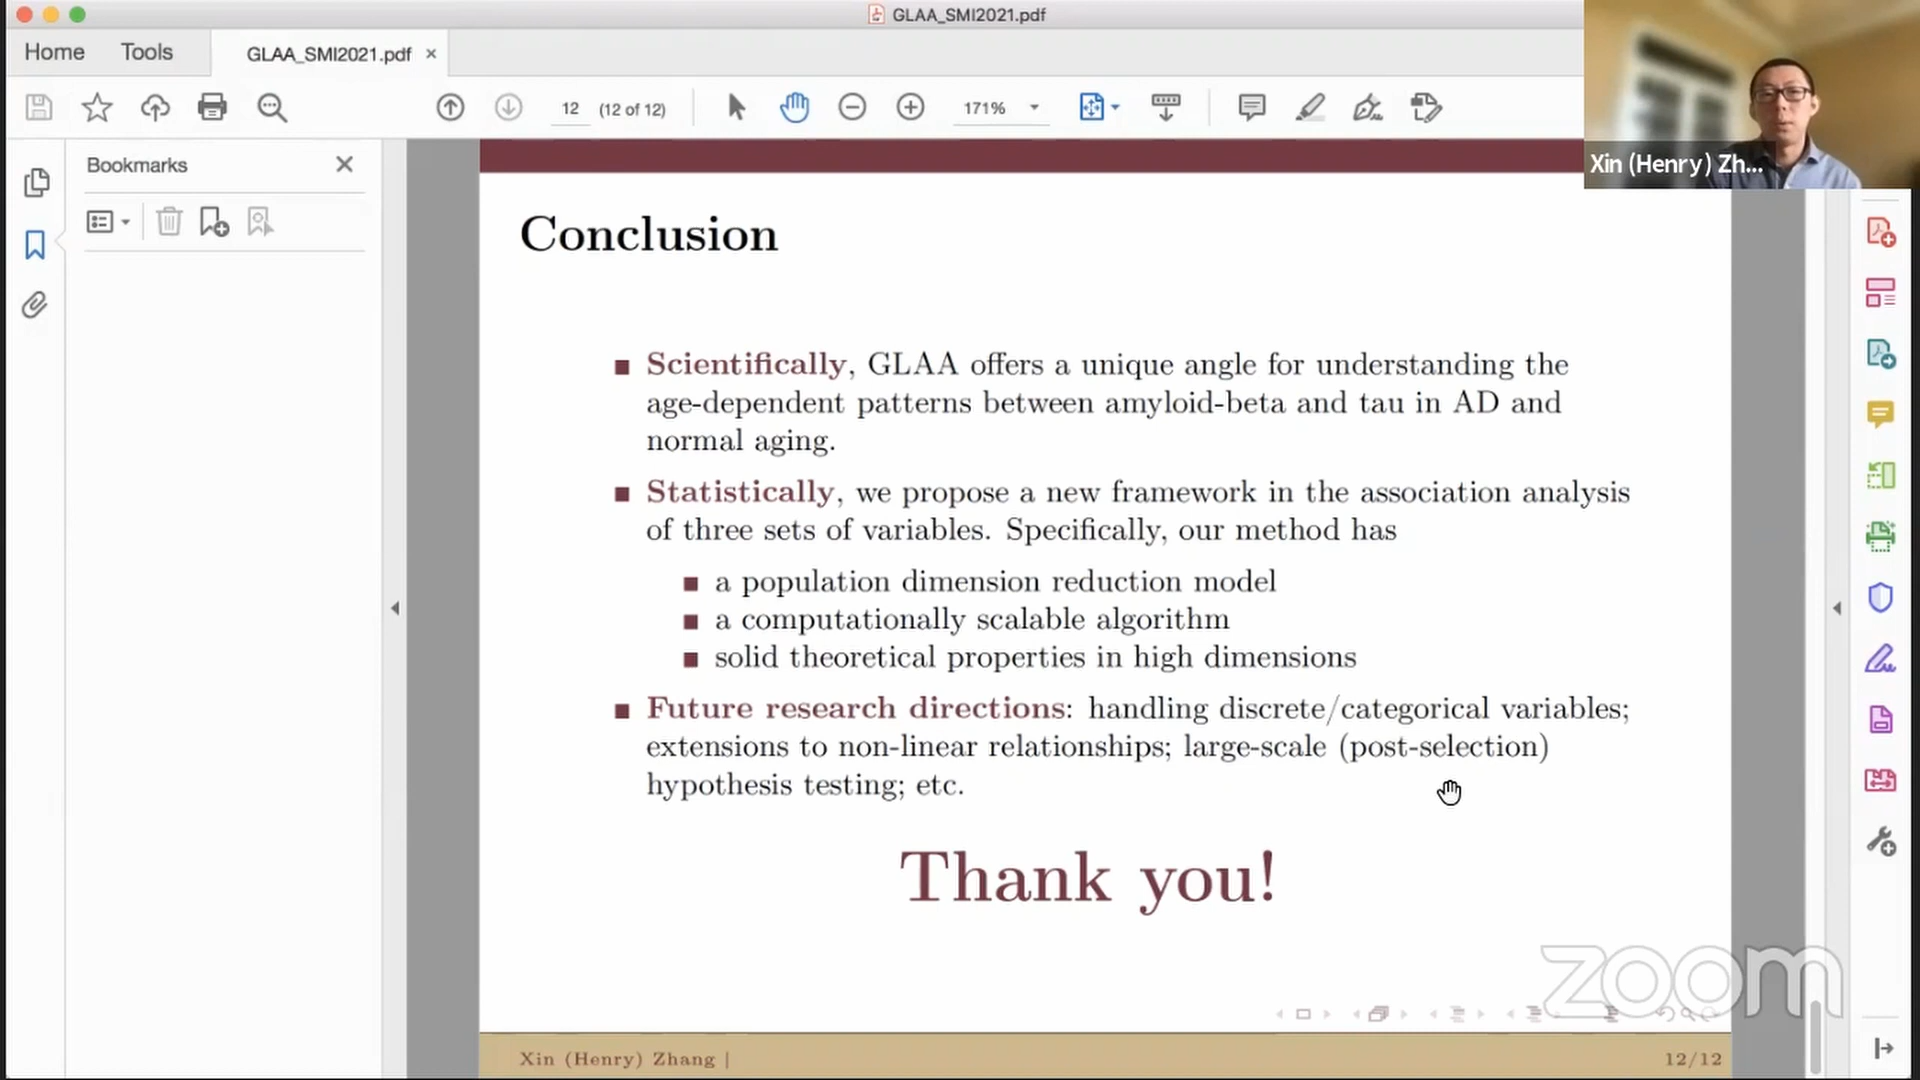 GLAA_SMI2021.pdf
Home
Tools
GLAA_SMI2021.pdf
12
(12 of 12)
171%
Bookmarks
Xin (Henry) Zh...
Conclusion
Scientifically, GLAA offers a unique angle for understanding the
age-dependent patterns between amyloid-beta and tau in AD and
normal aging.
Statistically, we propose a new framework in the association analysis
of three sets of variables. Specifically, our method has
a population dimension reduction model
a computationally scalable algorithm
solid theoretical properties in high dimensions
Future research directions: handling discrete/categorical variables;
extensions to non-linear relationships; large-scale (post-selection)
hypothesis testing; etc.
Thank you!
zoom
Xin (Henry) Zhang |
12/12